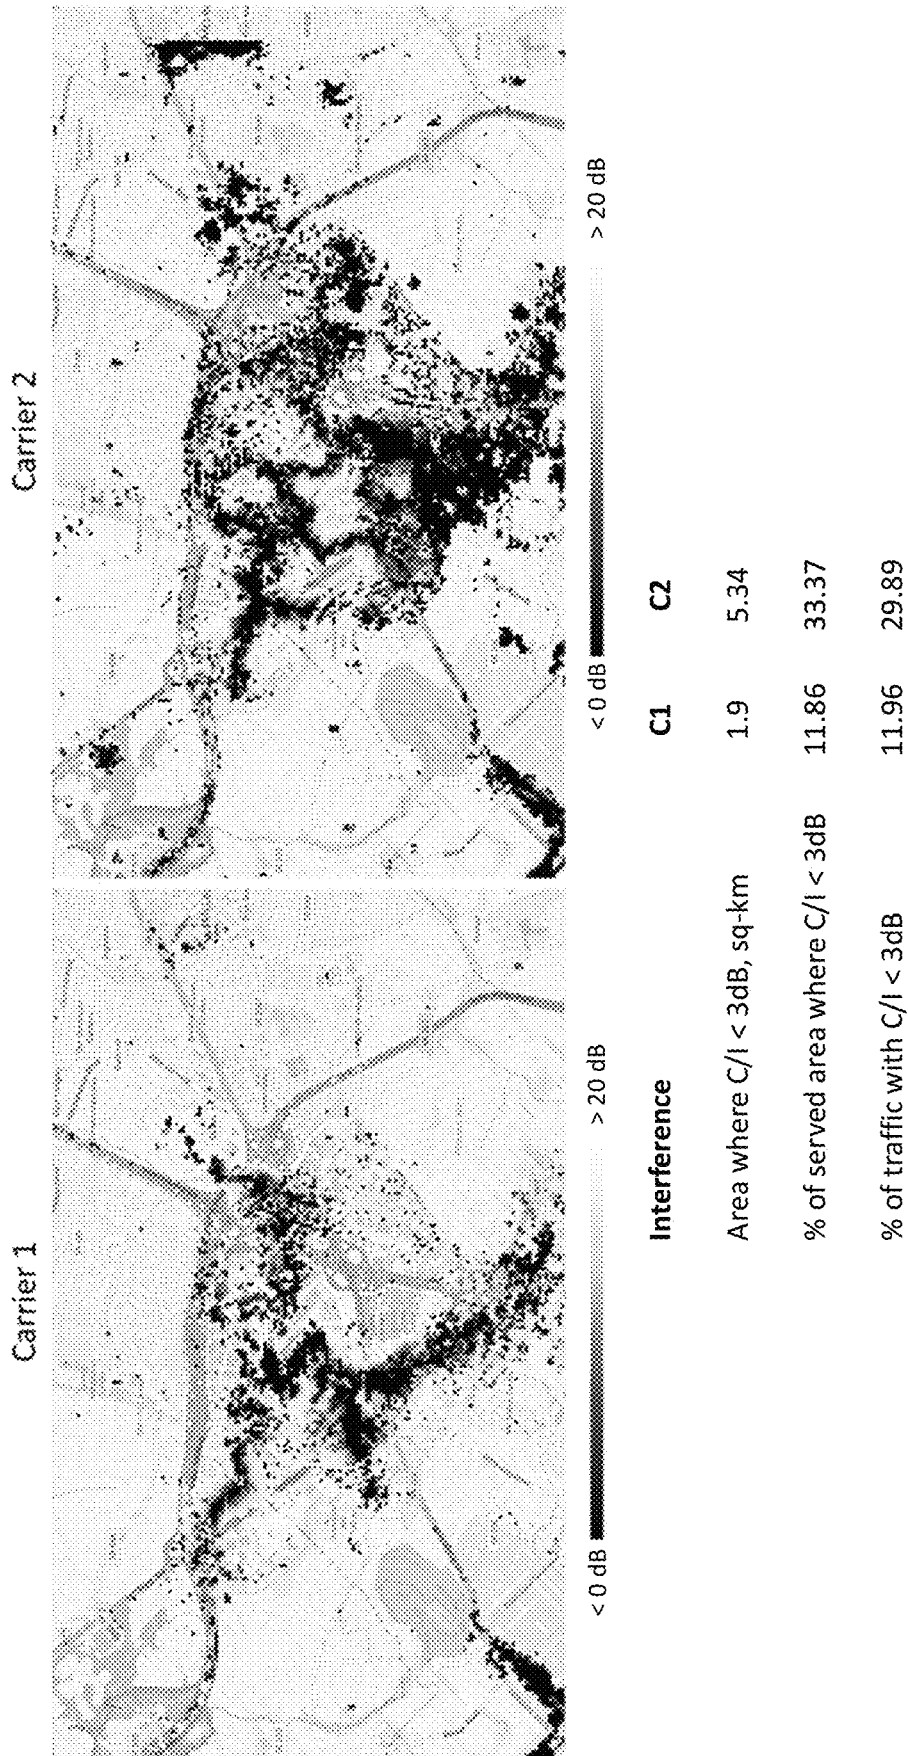 Carrier 1
Carrier 2
< 0 dB > 20 dB
< 0 dB > 20 dB
Interference C1 C2
Area where C/I < 3dB, sq-km 1.9 5.34
% of served area where C/I < 3dB 11.86 33.37
% of traffic with C/I < 3dB 11.96 29.89